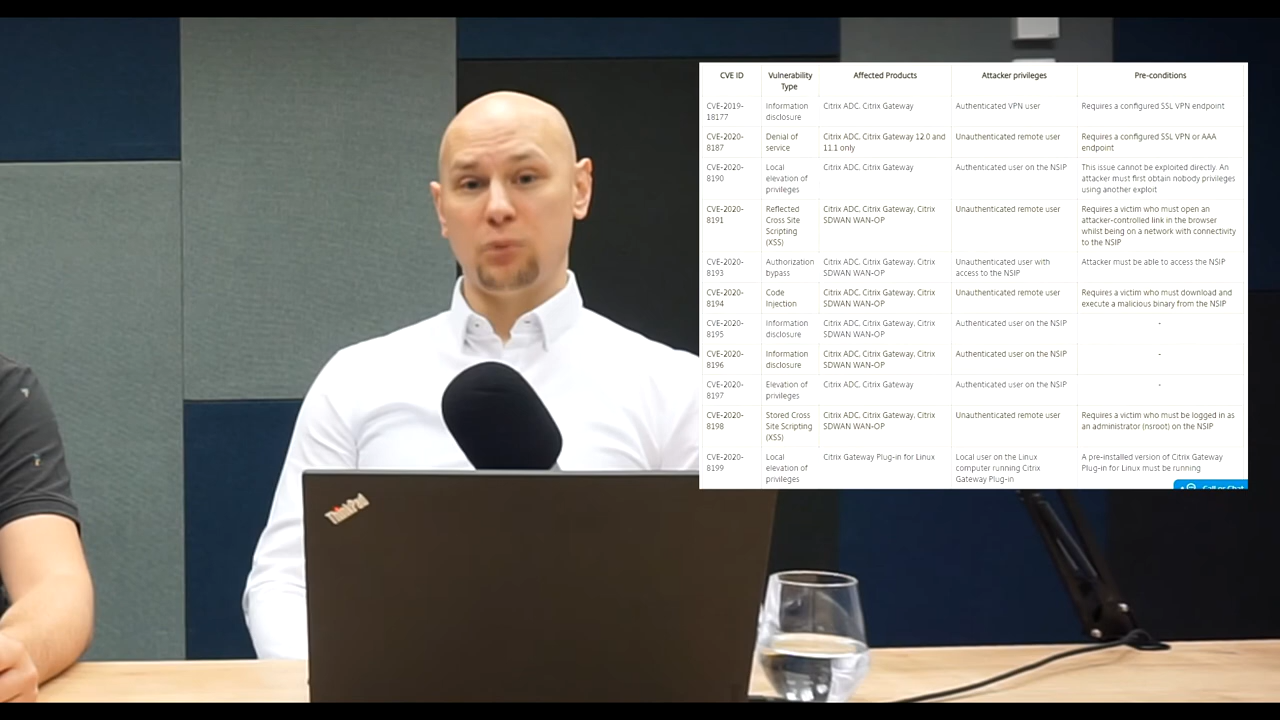 CVE ID Vulnerability Type Affected Products Attacker privileges Pre-conditions
CVE-2019-18177 Information disclosure Citrix ADC, Citrix Gateway Authenticated VPN user Requires a configured SSL VPN endpoint
CVE-2020-8187 Denial of service Citrix ADC, Citrix Gateway 12.0 and 11.1 only Unauthenticated remote user Requires a configured SSL VPN or AAA endpoint
CVE-2020-8190 Local elevation of privileges Citrix ADC, Citrix Gateway Authenticated user on the NSIP This issue cannot be exploited directly. An attacker must first obtain nobody privileges using another exploit
CVE-2020-8191 Reflected Cross Site Scripting (XSS) Citrix ADC, Citrix Gateway, Citrix SDWAN WAN-OP Unauthenticated remote user Requires a victim who must open an attacker-controlled link in the browser whilst being on a network with connectivity to the NSIP
CVE-2020-8193 Authorization bypass Citrix ADC, Citrix Gateway, Citrix SDWAN WAN-OP Unauthenticated user with access to the NSIP Attacker must be able to access the NSIP
CVE-2020-8194 Code Injection Citrix ADC, Citrix Gateway, Citrix SDWAN WAN-OP Unauthenticated remote user Requires a victim who must download and execute a malicious binary from the NSIP
CVE-2020-8195 Information disclosure Citrix ADC, Citrix Gateway, Citrix SDWAN WAN-OP Authenticated user on the NSIP -
CVE-2020-8196 Information disclosure Citrix ADC, Citrix Gateway, Citrix SDWAN WAN-OP Authenticated user on the NSIP -
CVE-2020-8197 Elevation of privileges Citrix ADC, Citrix Gateway Authenticated user on the NSIP -
CVE-2020-8198 Stored Cross Site Scripting (XSS) Citrix ADC, Citrix Gateway, Citrix SDWAN WAN-OP Unauthenticated remote user Requires a victim who must be logged in as an administrator (nsroot) on the NSIP
CVE-2020-8199 Local elevation of privileges Citrix Gateway Plug-in for Linux Local user on the Linux computer running Citrix Gateway Plug-in A pre-installed version of Citrix Gateway Plug-in for Linux must be running
Call or Chat
ThinkPad